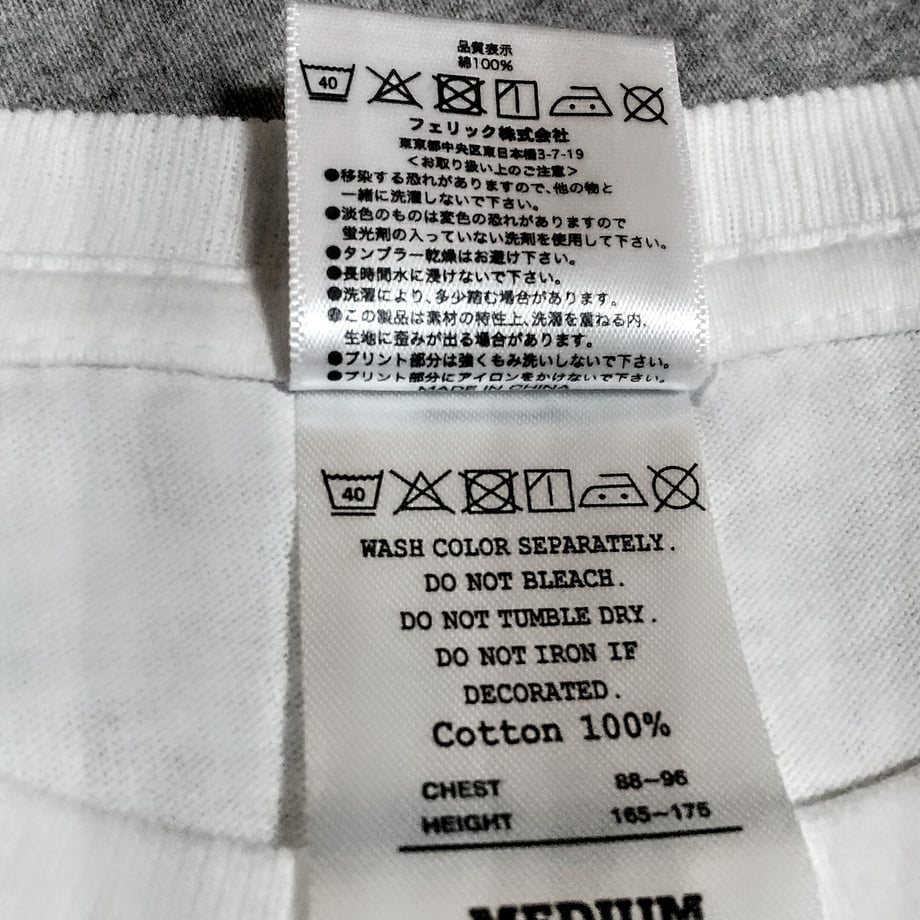 品質表示
綿100%
40
フェリック株式会社
東京都中央区東日本橋3-7-19
＜お取り扱い上のご注意＞
●移染する恐れがありますので、他の物と
一緒に洗濯しないで下さい。
●淡色のものは変色の恐れがありますので
蛍光剤の入っていない洗剤を使用して下さい。
●タンブラー乾燥はお避け下さい。
●長時間水に浸けないで下さい。
●洗濯により、多少縮む場合があります。
●この製品は素材の特性上、洗濯を重ねる内、
生地に歪みが出る場合があります。
●プリント部分は強くもみ洗いしないで下さい。
●プリント部分にアイロンをかけないで下さい。
MADE IN CHINA
40
WASH COLOR SEPARATELY.
DO NOT BLEACH.
DO NOT TUMBLE DRY.
DO NOT IRON IF
DECORATED.
Cotton 100%
CHEST 88~96
HEIGHT 165~175
MEDIUM